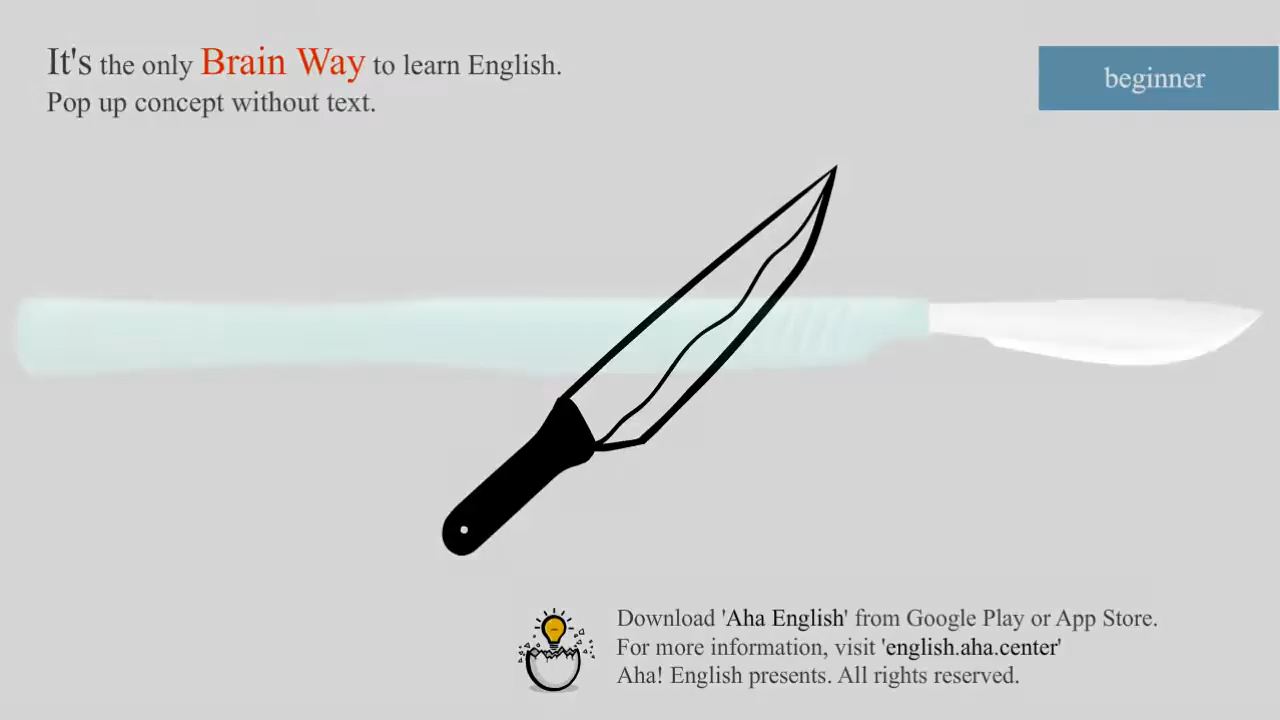 It's the only Brain Way to learn English.
Pop up concept without text.
beginner
Download 'Aha English' from Google Play or App Store.
For more information, visit 'english.aha.center'
Aha! English presents. All rights reserved.